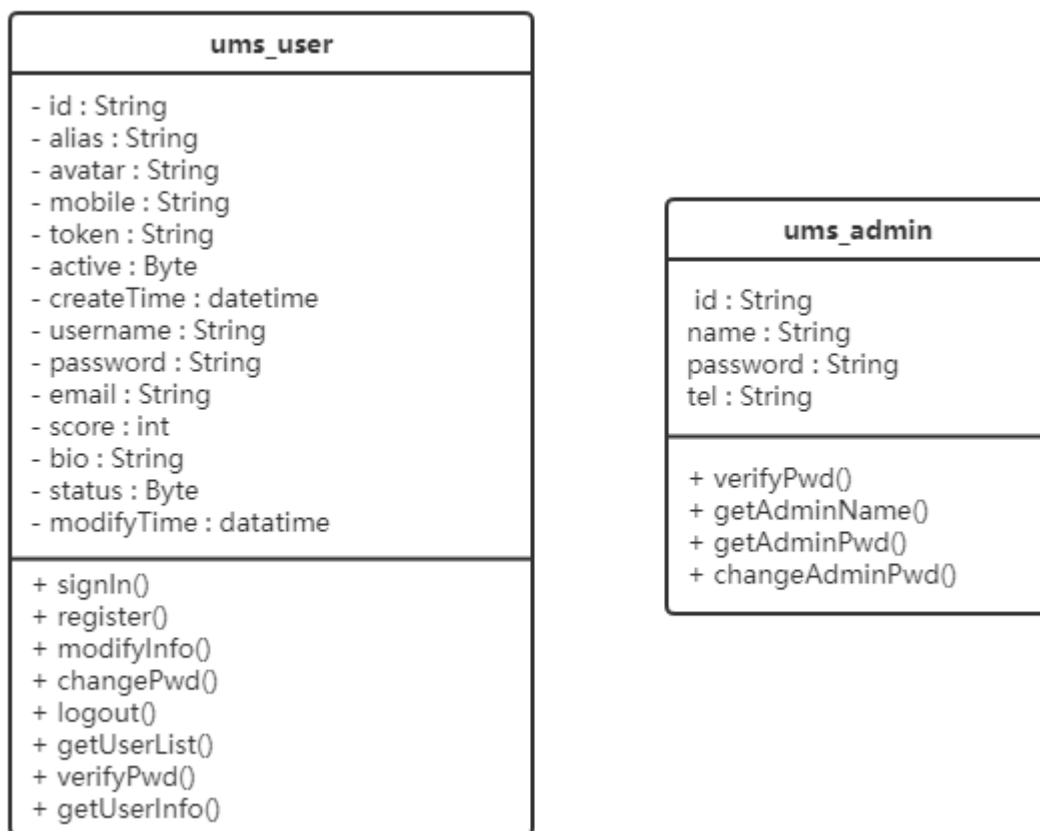 ums_user
- id : String
- alias : String
- avatar : String
- mobile : String
- token : String
- active : Byte
- createTime : datetime
- username : String
- password : String
- email : String
- score : int
- bio : String
- status : Byte
- modifyTime : datatime
+ signIn()
+ register()
+ modifyInfo()
+ changePwd()
+ logout()
+ getUserList()
+ verifyPwd()
+ getUserInfo()
ums_admin
id : String
name : String
password : String
tel : String
+ verifyPwd()
+ getAdminName()
+ getAdminPwd()
+ changeAdminPwd()